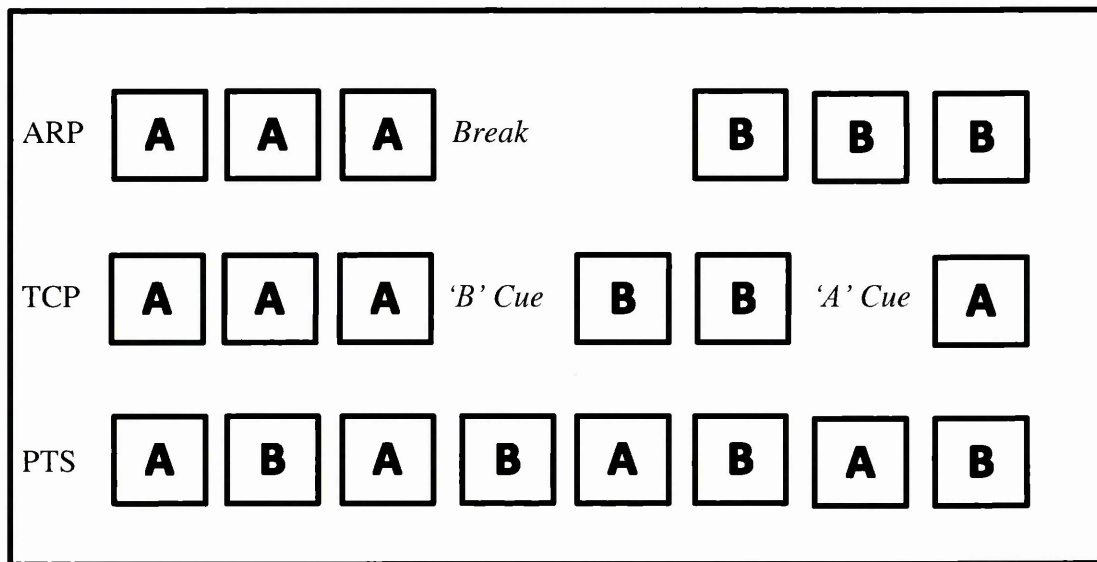 ARP A A A Break B B B
TCP A A A ‘B’ Cue B B ‘A’ Cue A
PTS A B A B A B A B